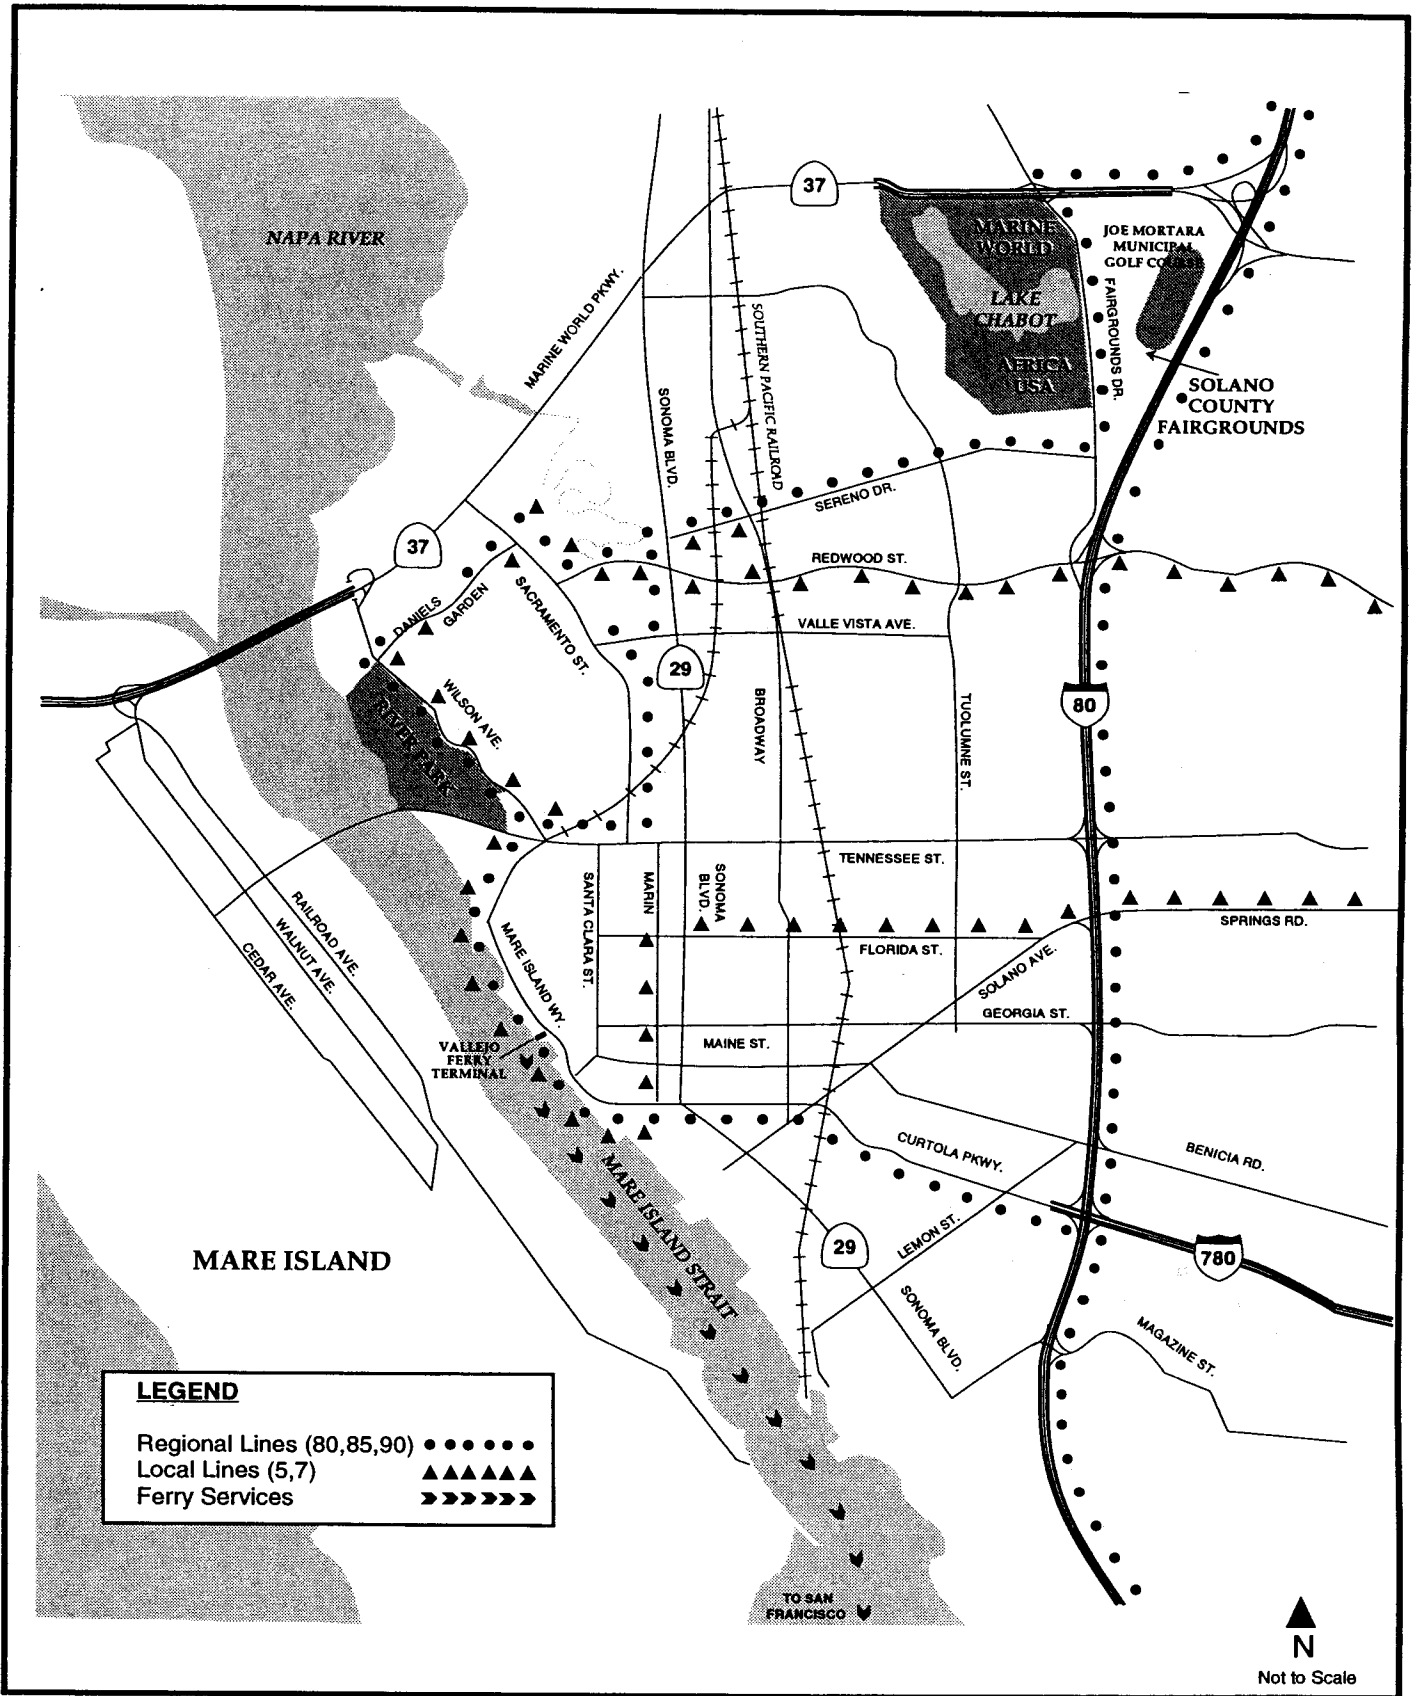 37
NAPA RIVER
MARINE
WORLD
JOE MORTARA
MUNICIPAL
GOLF COURSE
MARINE WORLD PKWY.
LAKE
CHABOT
FAIRGROUNDS DR.
SOUTHERN PACIFIC RAILROAD
AFRICA
USA
SONOMA BLVD.
SOLANO
COUNTY
FAIRGROUNDS
SERENO DR.
37
REDWOOD ST.
DANIELS
GARDEN
SACRAMENTO ST.
VALLE VISTA AVE.
29
WILSON AVE.
RIVER PARK
BROADWAY
TUOLUMNE ST.
80
TENNESSEE ST.
SANTA CLARA ST.
MARIN
SONOMA
BLVD.
RAILROAD AVE.
WALNUT AVE.
CEDAR AVE.
MARE ISLAND WY.
FLORIDA ST.
SPRINGS RD.
SOLANO AVE.
GEORGIA ST.
MAINE ST.
VALLEJO
FERRY
TERMINAL
CURTOLA PKWY.
BENICIA RD.
MARE ISLAND STRAIT
LEMON ST.
29
780
MARE ISLAND
SONOMA BLVD.
MAGAZINE ST.
LEGEND
Regional Lines (80,85,90)
Local Lines (5,7)
Ferry Services
TO SAN
FRANCISCO
N
Not to Scale